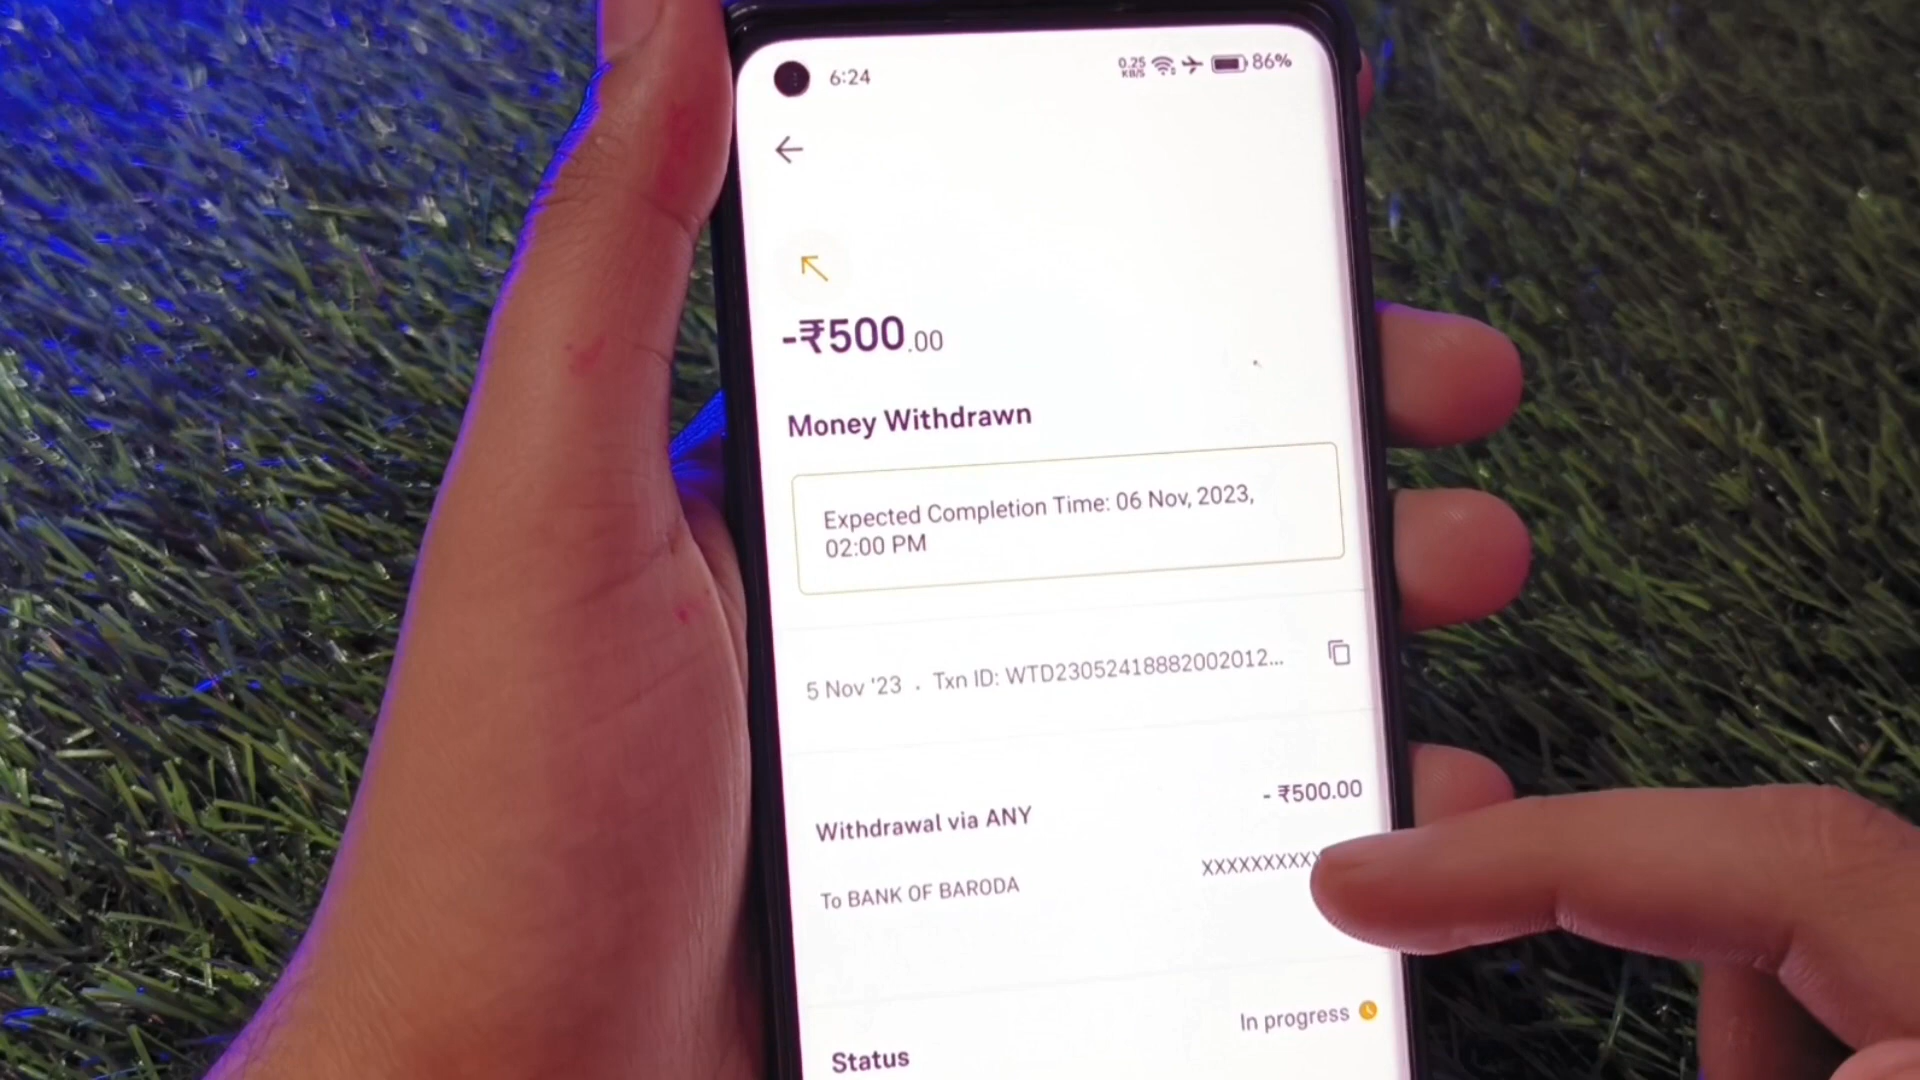 6:24
0.25 KB/S 86%
-₹500.00
Money Withdrawn
Expected Completion Time: 06 Nov, 2023,
02:00 PM
5 Nov '23 . Txn ID: WTD23052418882002012...
Withdrawal via ANY - ₹500.00
To BANK OF BARODA XXXXXXXXXX
Status In progress